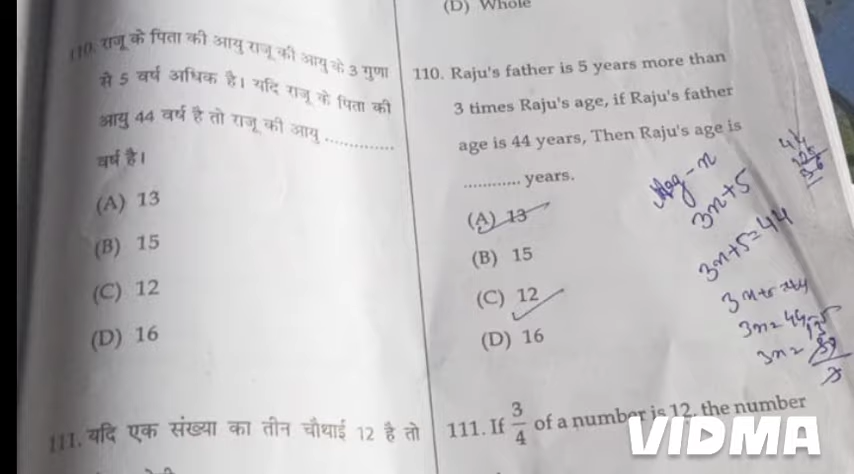 110. राजू के पिता की आयु राजू की आयु के 3 गुणा
से 5 वर्ष अधिक है। यदि राजू के पिता की
आयु 44 वर्ष है तो राजू की आयु ..............
वर्ष है।
(A) 13
(B) 15
(C) 12
(D) 16
111. यदि एक संख्या का तीन चौथाई 12 है तो
(D) Whole
110. Raju's father is 5 years more than
3 times Raju's age, if Raju's father
age is 44 years, Then Raju's age is
............ years.
(A) 13
(B) 15
(C) 12
(D) 16
111. If 3/4 of a number is 12, the number
3x+5
3x+5=44
VIDMA